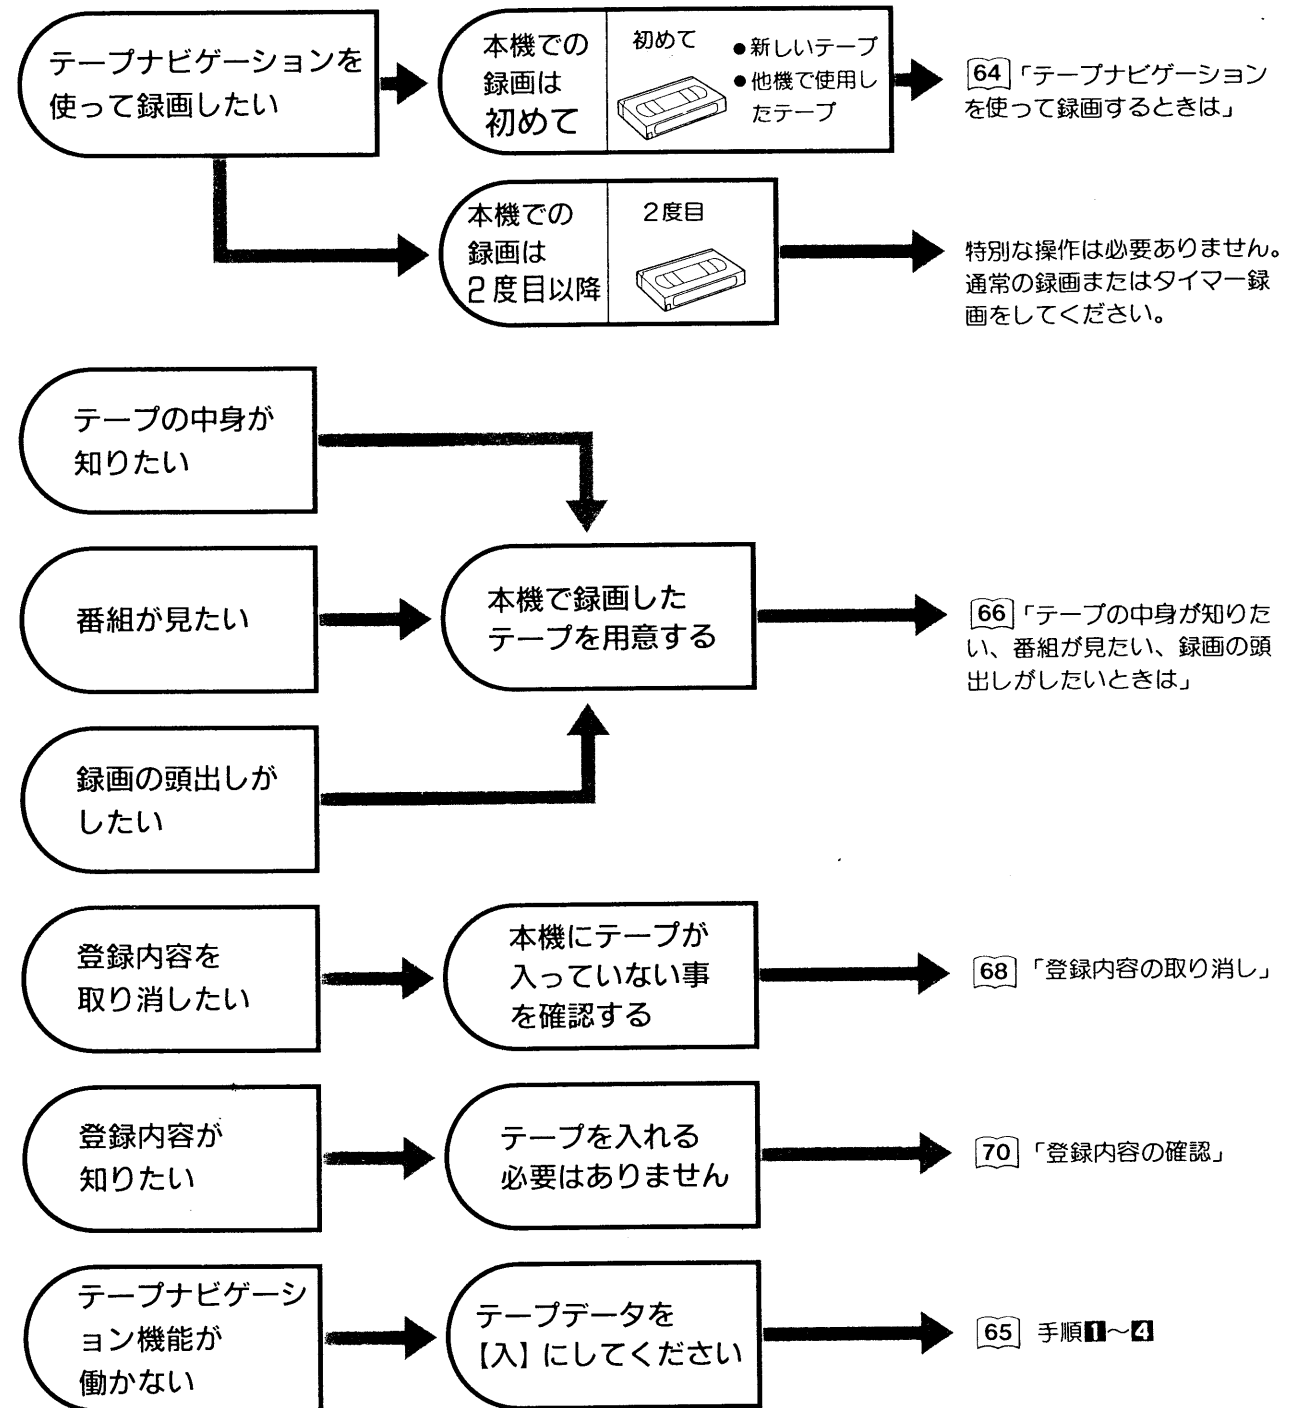 テープナビゲーションを
使って録画したい
本機での
録画は
初めて
初めて
●新しいテープ
●他機で使用し
たテープ
64「テープナビゲーション
を使って録画するときは」
本機での
録画は
2度目以降
2度目
特別な操作は必要ありません。
通常の録画またはタイマー録
画をしてください。
テープの中身が
知りたい
番組が見たい
録画の頭出しが
したい
本機で録画した
テープを用意する
66「テープの中身が知りた
い、番組が見たい、録画の頭
出しがしたいときは」
登録内容を
取り消したい
本機にテープが
入っていない事
を確認する
68「登録内容の取り消し」
登録内容が
知りたい
テープを入れる
必要はありません
70「登録内容の確認」
テープナビゲーシ
ョン機能が
働かない
テープデータを
【入】にしてください
65 手順1～4